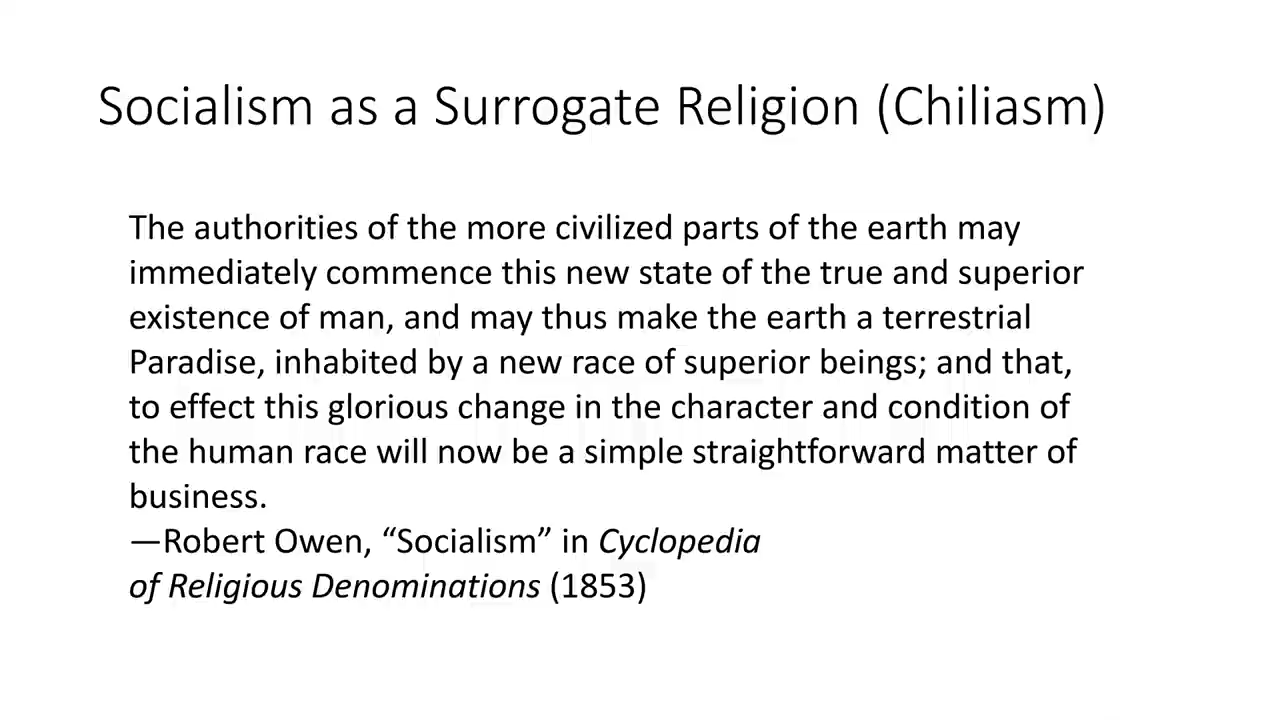 Socialism as a Surrogate Religion (Chiliasm)
The authorities of the more civilized parts of the earth may
immediately commence this new state of the true and superior
existence of man, and may thus make the earth a terrestrial
Paradise, inhabited by a new race of superior beings; and that,
to effect this glorious change in the character and condition of
the human race will now be a simple straightforward matter of
business.
—Robert Owen, “Socialism” in Cyclopedia
of Religious Denominations (1853)